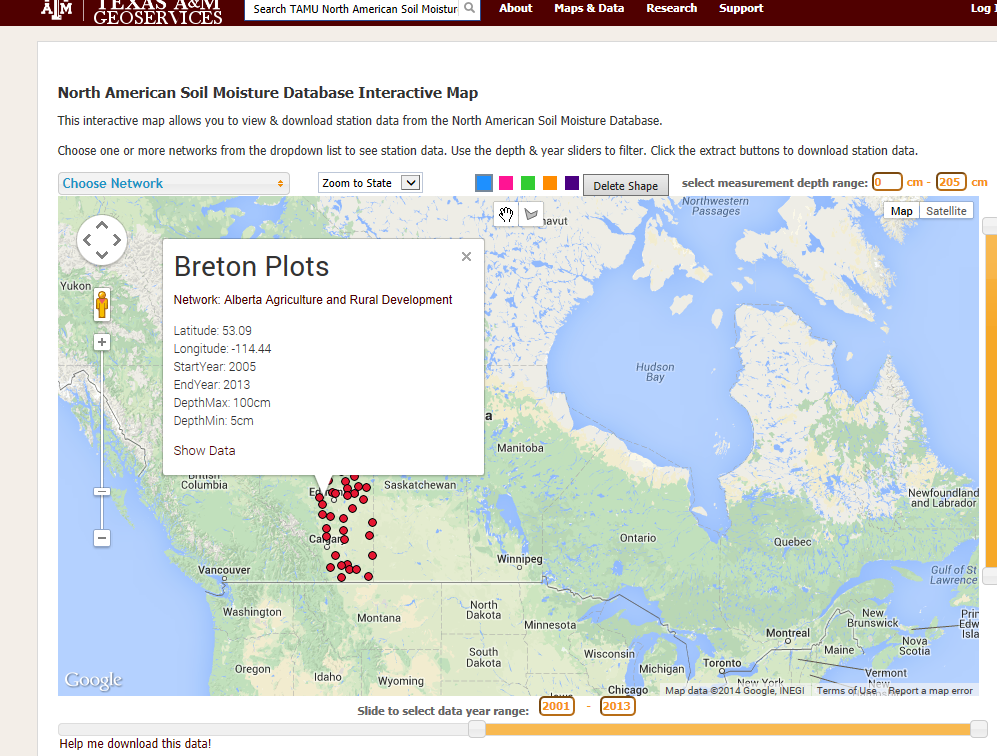 TEXAS A&M
GEOSERVICES
Search TAMU North American Soil Moistur
About Maps & Data Research Support Log
North American Soil Moisture Database Interactive Map
This interactive map allows you to view & download station data from the North American Soil Moisture Database.
Choose one or more networks from the dropdown list to see station data. Use the depth & year sliders to filter. Click the extract buttons to download station data.
Choose Network
Zoom to State
Delete Shape
select measurement depth range: 0 cm - 205 cm
Northwestern
Passages
Map Satellite
navut
Yukon
Breton Plots
Network: Alberta Agriculture and Rural Development
Latitude: 53.09
Longitude: -114.44
StartYear: 2005
EndYear: 2013
DepthMax: 100cm
DepthMin: 5cm
Show Data
Hudson
Bay
a
Manitoba
British
Columbia
Saskatchewan
Newfoundland
and Labrador
Ontario
Quebec
Calgary
Winnipeg
Vancouver
Gulf of St
Lawrence
Washington
Montana
North
Dakota
Minnesota
Montreal
New
Brunswick
Prin
Edw
Isla
Nova
Scotia
Maine
South
Dakota
Wisconsin
Michigan
Toronto
Vermont
New
Oregon
Idaho
Wyoming
Iowa
Chicago
New York
Google
Map data ©2014 Google, INEGI Terms of Use Report a map error
Slide to select data year range: 2001 - 2013
Help me download this data!